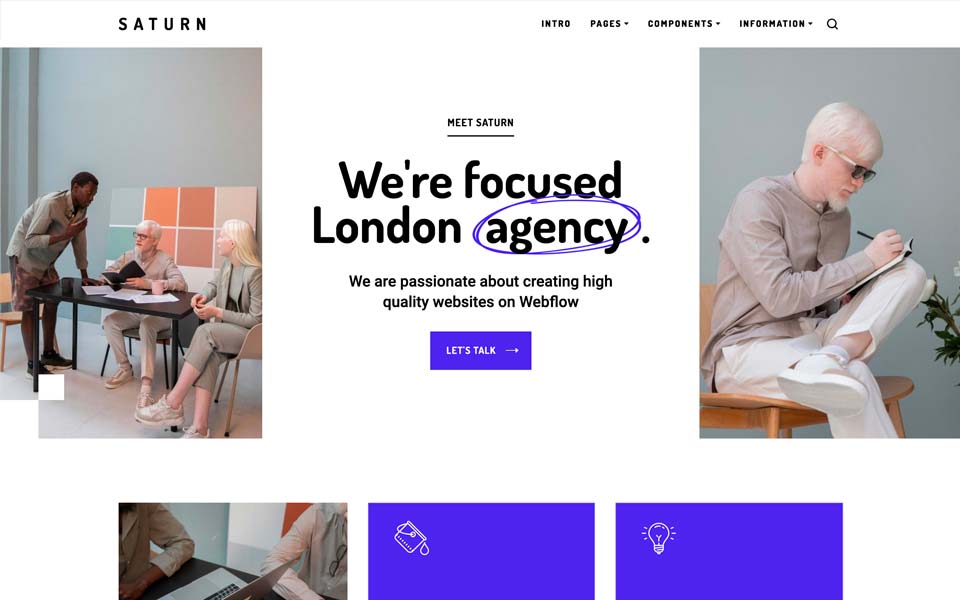 SATURN
INTRO
PAGES
COMPONENTS
INFORMATION
MEET SATURN
We're focused
London agency .
We are passionate about creating high
quality websites on Webflow
LET'S TALK